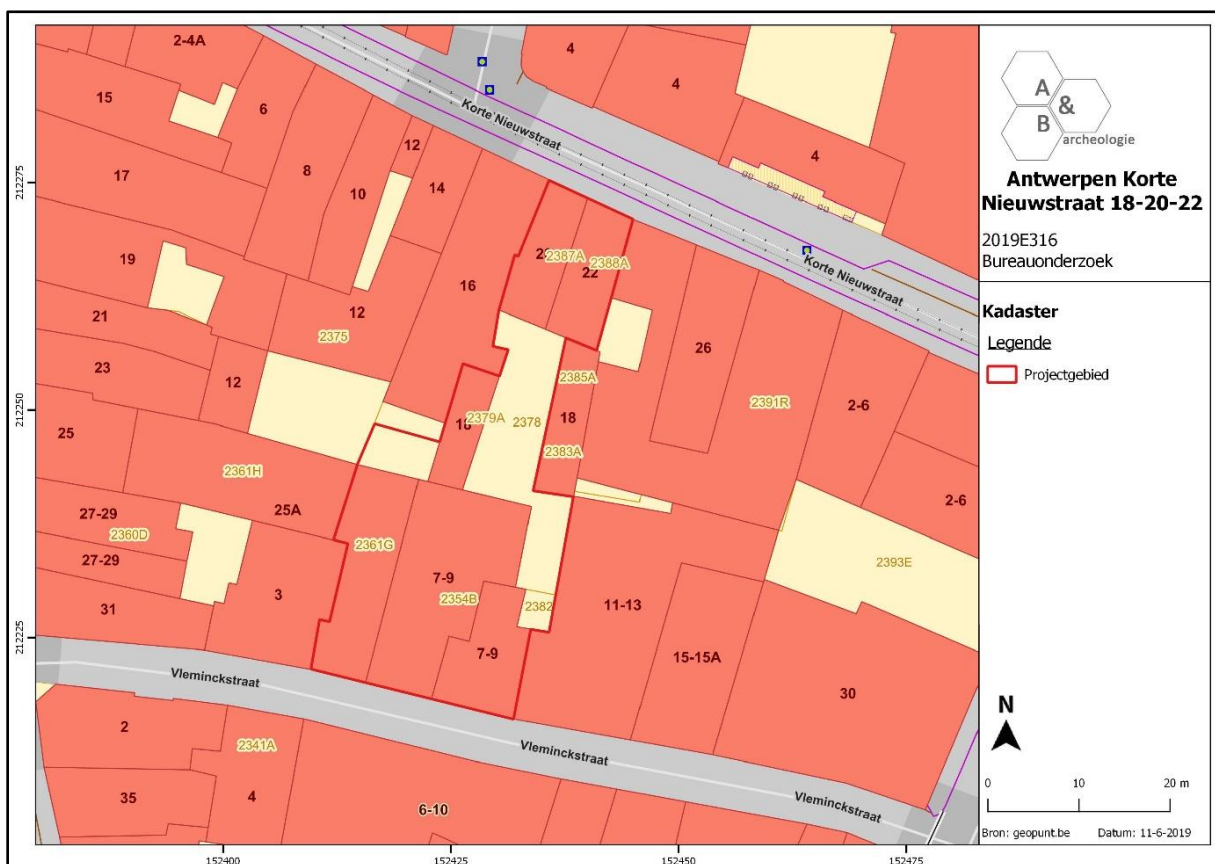 2-4A
4
4
15
6
Korte Nieuwstraat
12
4
8
212275
17
10
14
20
2387A
22
2388A
19
16
Korte Nieuwstraat
12
2375
21
26
23
12
2385A
2391R
2-6
212250
18
2379A
2378
18
25
2383A
2361H
25A
2-6
27-29
2360D
2361G
27-29
2393E
7-9
2354B
2382
11-13
31
3
212225
7-9
15-15A
30
Vleminckstraat
2
2341A
Vleminckstraat
35
4
6-10
Vleminckstraat
152400
152425
152450
152475
A
&
B
archeologie
Antwerpen Korte
Nieuwstraat 18-20-22
2019E316
Bureauonderzoek
Kadaster
Legende
Projectgebied
N
0 10 20 m
Bron: geopunt.be Datum: 11-6-2019